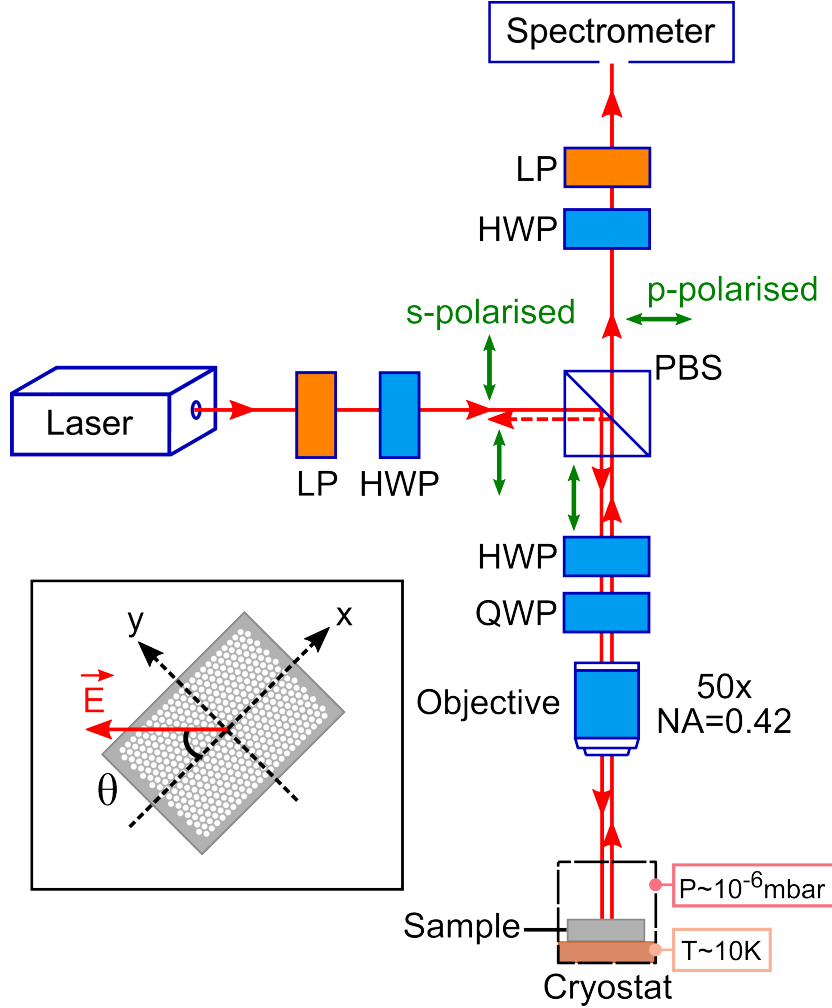 Spectrometer
LP
HWP
p-polarised
s-polarised
PBS
Laser
LP
HWP
HWP
QWP
y
x
E
θ
Objective
50x
NA=0.42
P~10⁻⁶mbar
Sample
T~10K
Cryostat